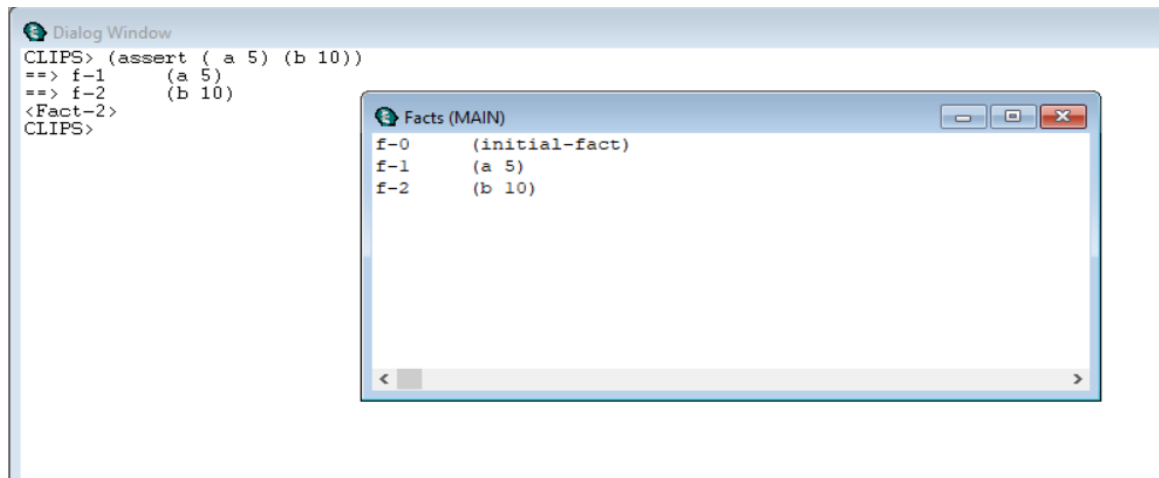 Dialog Window
CLIPS> (assert ( a 5) (b 10))
==> f-1     (a 5)
==> f-2     (b 10)
<Fact-2>
CLIPS>
Facts (MAIN)
f-0     (initial-fact)
f-1     (a 5)
f-2     (b 10)